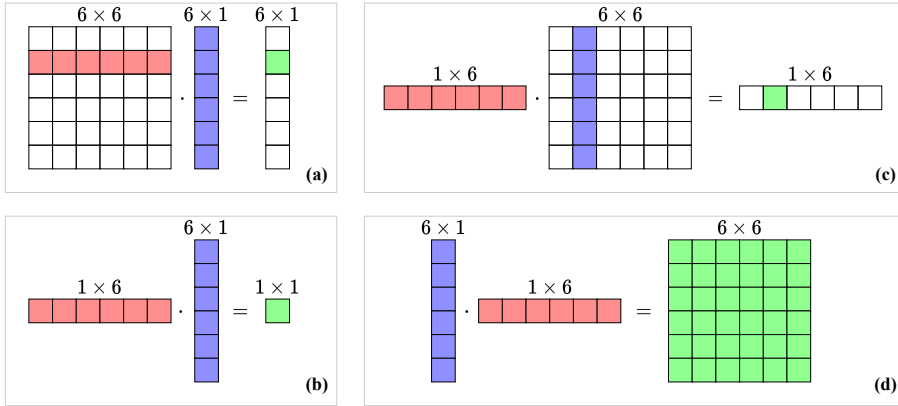 6 × 6 6 × 1 6 × 1
· =
(a)
6 × 6
1 × 6 1 × 6
· =
(c)
6 × 1
1 × 6 1 × 1
· =
(b)
6 × 1 6 × 6
1 × 6
· =
(d)